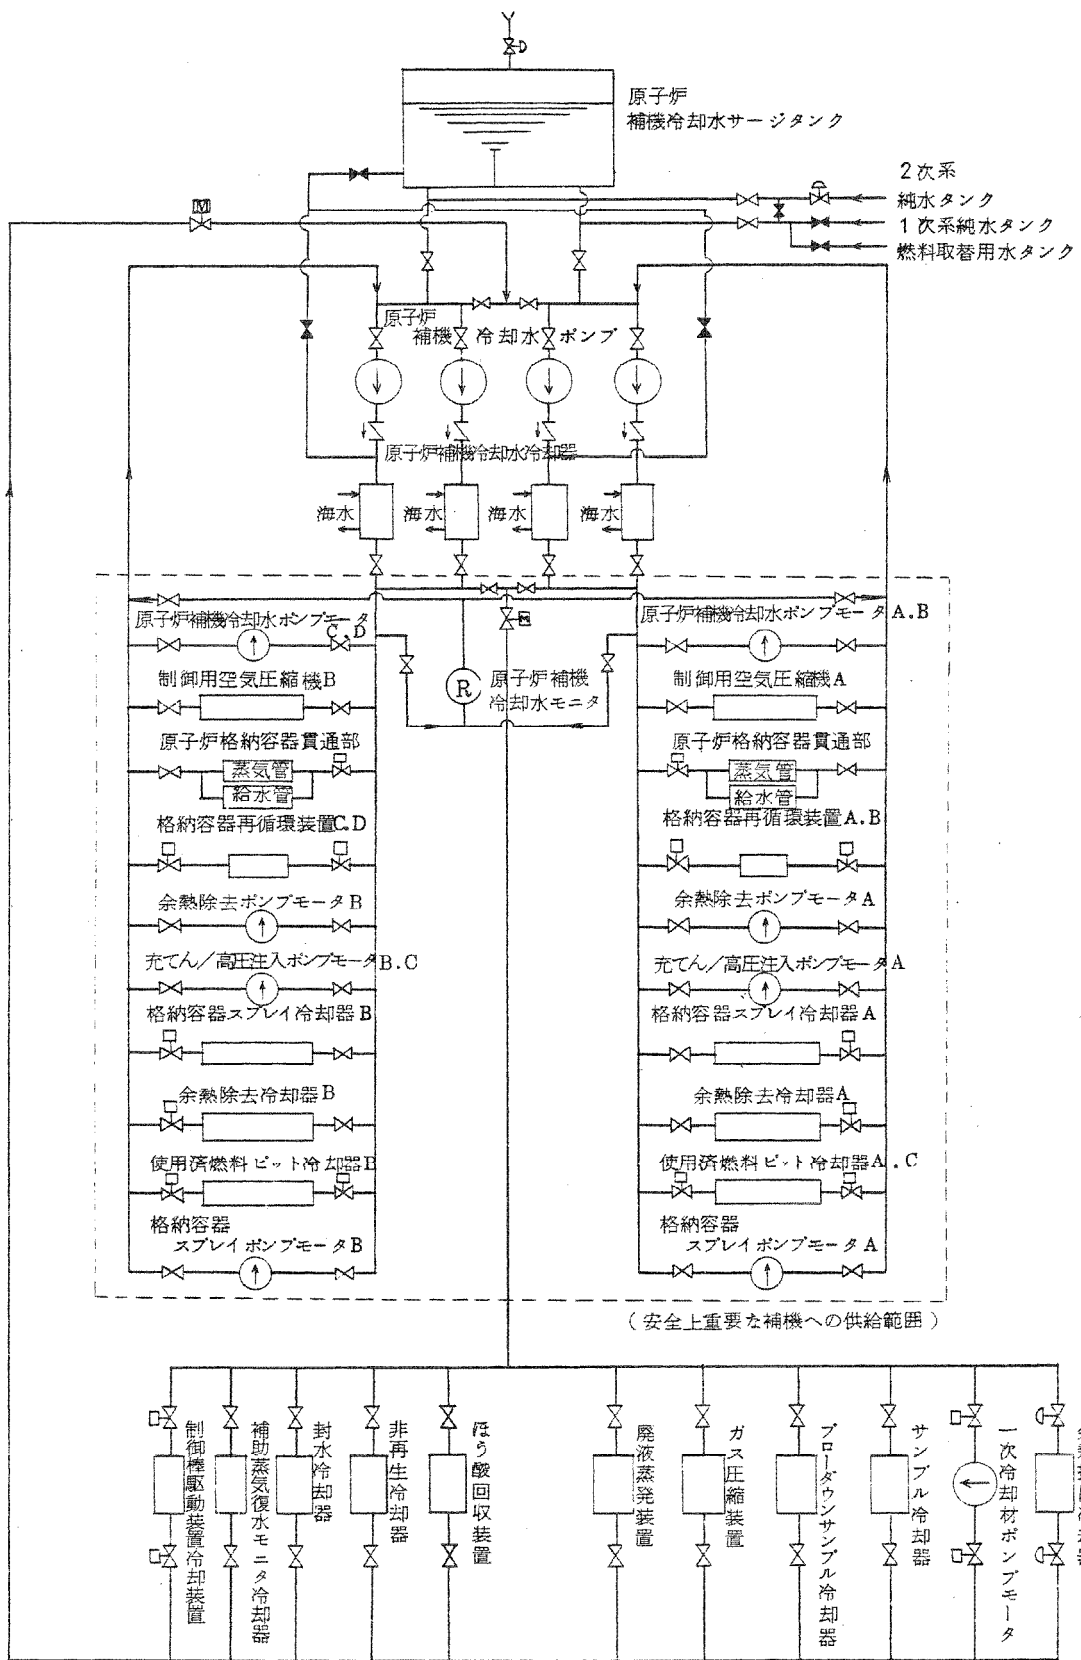 D
原子炉
補機冷却水サージタンク
2次系
純水タンク
1次系純水タンク
燃料取替用水タンク
M
原子炉
補機冷却水ポンプ
原子炉補機冷却水冷却器
海水
海水
海水
海水
原子炉補機冷却水ポンプモータ
C.D
制御用空気圧縮機B
原子炉格納容器貫通部
蒸気管
給水管
格納容器再循環装置C.D
余熱除去ポンプモータB
充てん/高圧注入ポンプモータB.C
格納容器スプレイ冷却器B
余熱除去冷却器B
使用済燃料ピット冷却器B
格納容器
スプレイポンプモータB
M
R
原子炉補機
冷却水モニタ
原子炉補機冷却水ポンプモータA.B
制御用空気圧縮機A
原子炉格納容器貫通部
蒸気管
給水管
格納容器再循環装置A.B
余熱除去ポンプモータA
充てん/高圧注入ポンプモータA
格納容器スプレイ冷却器A
余熱除去冷却器A
使用済燃料ピット冷却器A.C
格納容器
スプレイポンプモータA
(安全上重要な補機への供給範囲)
制御棒駆動装置冷却装置
補助蒸気復水モニタ冷却器
封水冷却器
非再生冷却器
ほう酸回収装置
廃液蒸発装置
ガス圧縮装置
ブローダウンサンプル冷却器
サンプル冷却器
一次冷却材ポンプモータ